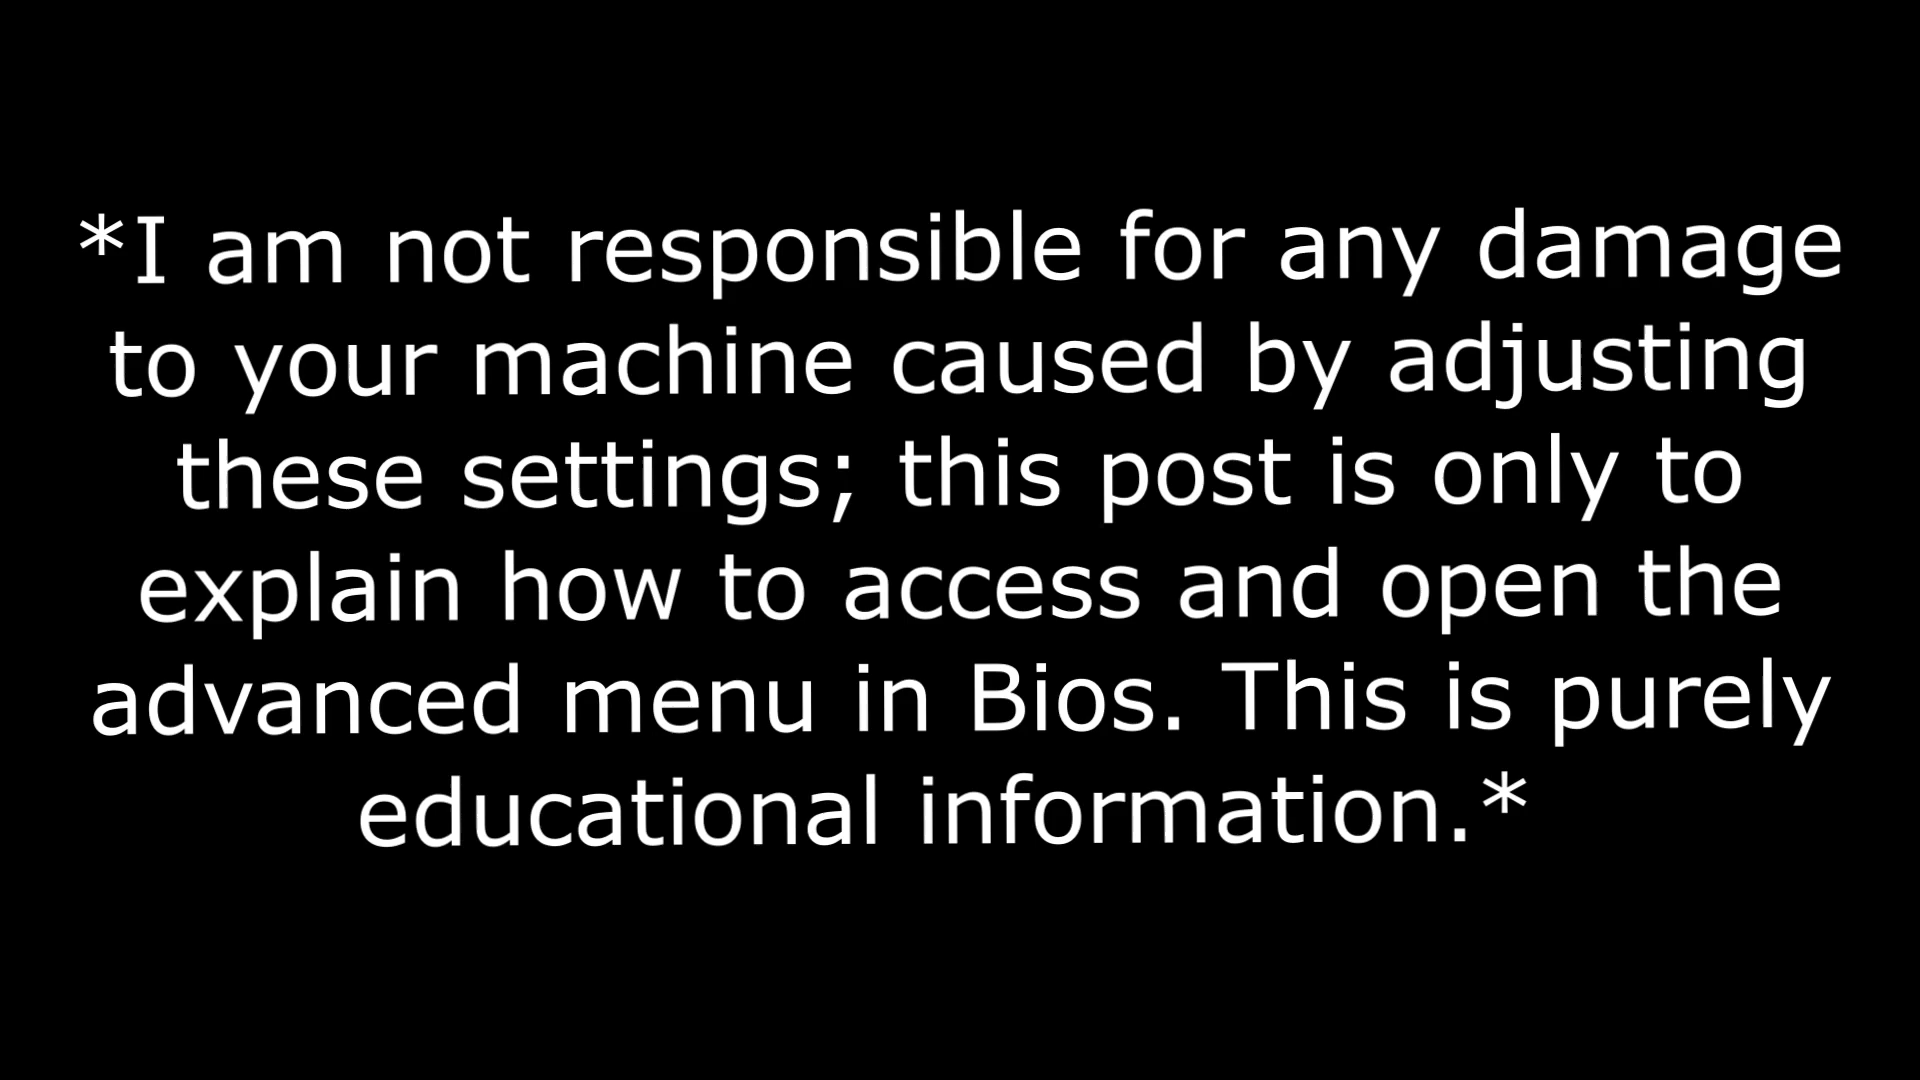 *I am not responsible for any damage
to your machine caused by adjusting
these settings; this post is only to
explain how to access and open the
advanced menu in Bios. This is purely
educational information.*